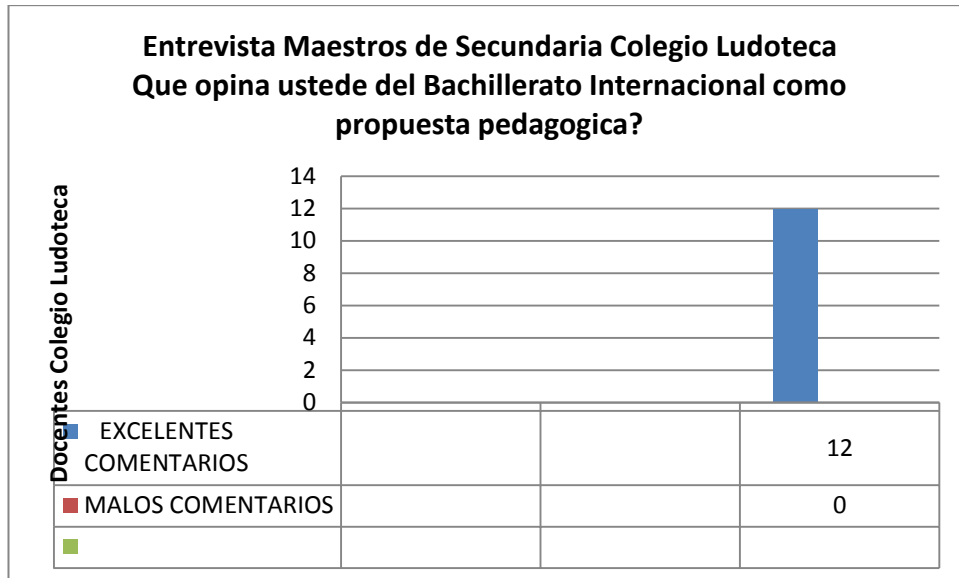 Entrevista Maestros de Secundaria Colegio Ludoteca
Que opina ustede del Bachillerato Internacional como
propuesta pedagogica?
Docentes Colegio Ludoteca
14
12
10
8
6
4
2
0
EXCELENTES
COMENTARIOS
12
MALOS COMENTARIOS
0